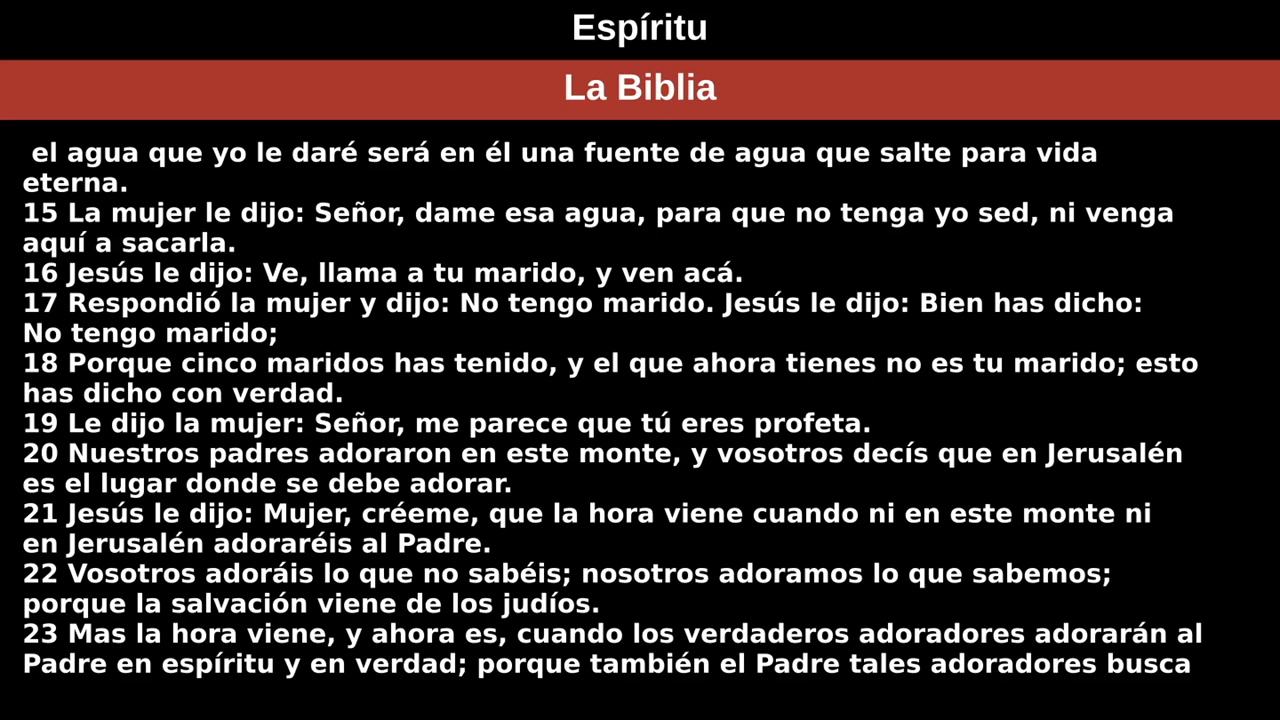 Espíritu
La Biblia
el agua que yo le daré será en él una fuente de agua que salte para vida
eterna.
15 La mujer le dijo: Señor, dame esa agua, para que no tenga yo sed, ni venga
aquí a sacarla.
16 Jesús le dijo: Ve, llama a tu marido, y ven acá.
17 Respondió la mujer y dijo: No tengo marido. Jesús le dijo: Bien has dicho:
No tengo marido;
18 Porque cinco maridos has tenido, y el que ahora tienes no es tu marido; esto
has dicho con verdad.
19 Le dijo la mujer: Señor, me parece que tú eres profeta.
20 Nuestros padres adoraron en este monte, y vosotros decís que en Jerusalén
es el lugar donde se debe adorar.
21 Jesús le dijo: Mujer, créeme, que la hora viene cuando ni en este monte ni
en Jerusalén adoraréis al Padre.
22 Vosotros adoráis lo que no sabéis; nosotros adoramos lo que sabemos;
porque la salvación viene de los judíos.
23 Mas la hora viene, y ahora es, cuando los verdaderos adoradores adorarán al
Padre en espíritu y en verdad; porque también el Padre tales adoradores busca